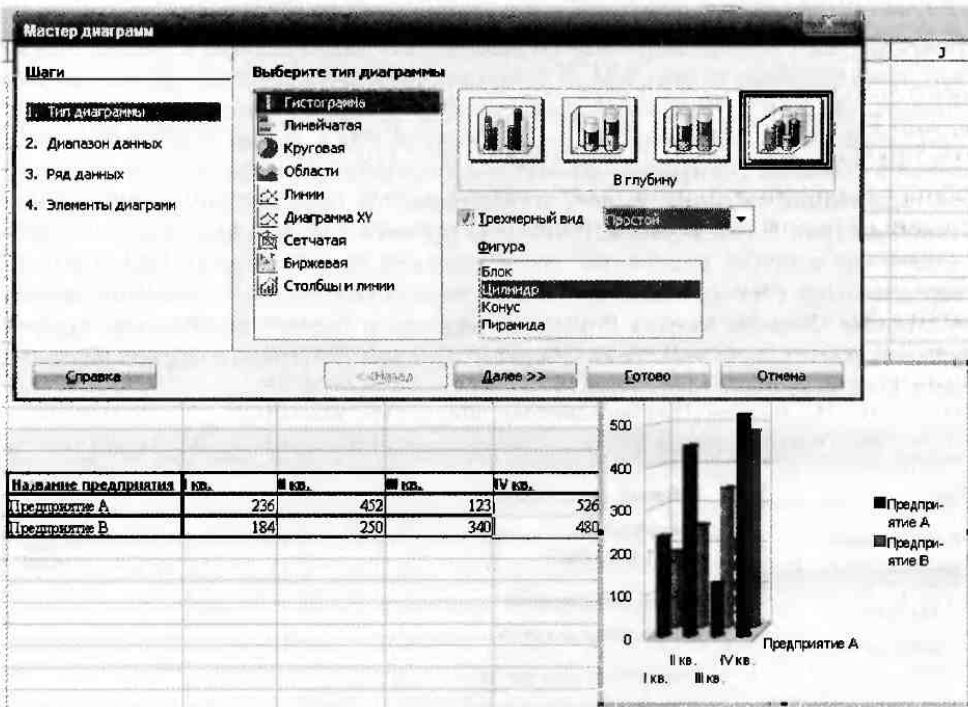 Мастер диаграмм
J
Шаги
1. Тип диаграммы
2. Диапазон данных
3. Ряд данных
4. Элементы диаграмм
Выберите тип диаграммы
Гистограмма
Линейчатая
Круговая
Области
Линии
Диаграмма XY
Сетчатая
Биржевая
Столбцы и линии
В глубину
Трехмерный вид
Простой
Фигура
Блок
Цилиндр
Конус
Пирамида
Справка
<<Назад
Далее >>
Готово
Отмена
Название предприятия I кв. II кв. III кв. IV кв.
Предприятие А 236 452 123 526
Предприятие В 184 250 340 480
500
400
300
200
100
0
Предпри-
ятие А
Предпри-
ятие В
Предприятие А
II кв. IV кв.
I кв. III кв.